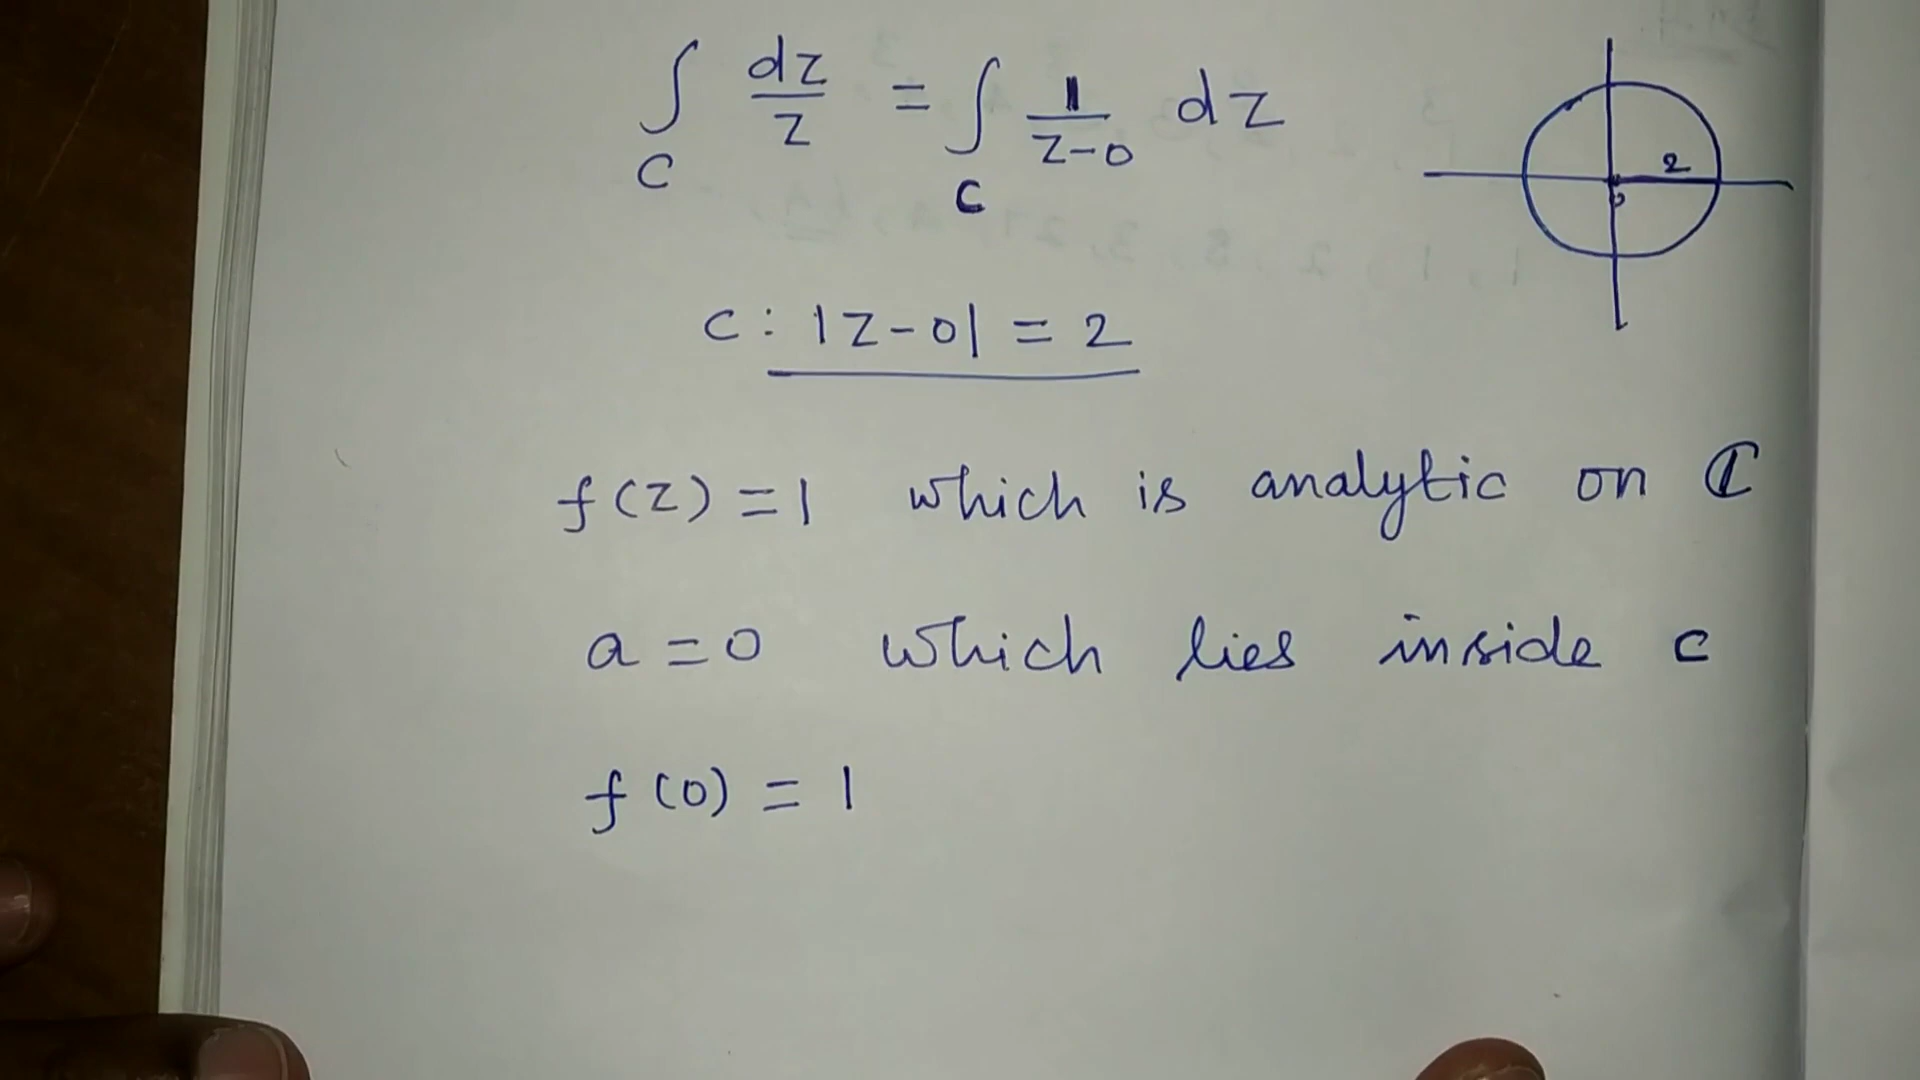 ∫_C dz/z = ∫_C 1/(z-0) dz
2
0
C: |z-0| = 2
f(z) = 1 which is analytic on ℂ
a = 0 which lies inside C
f(0) = 1